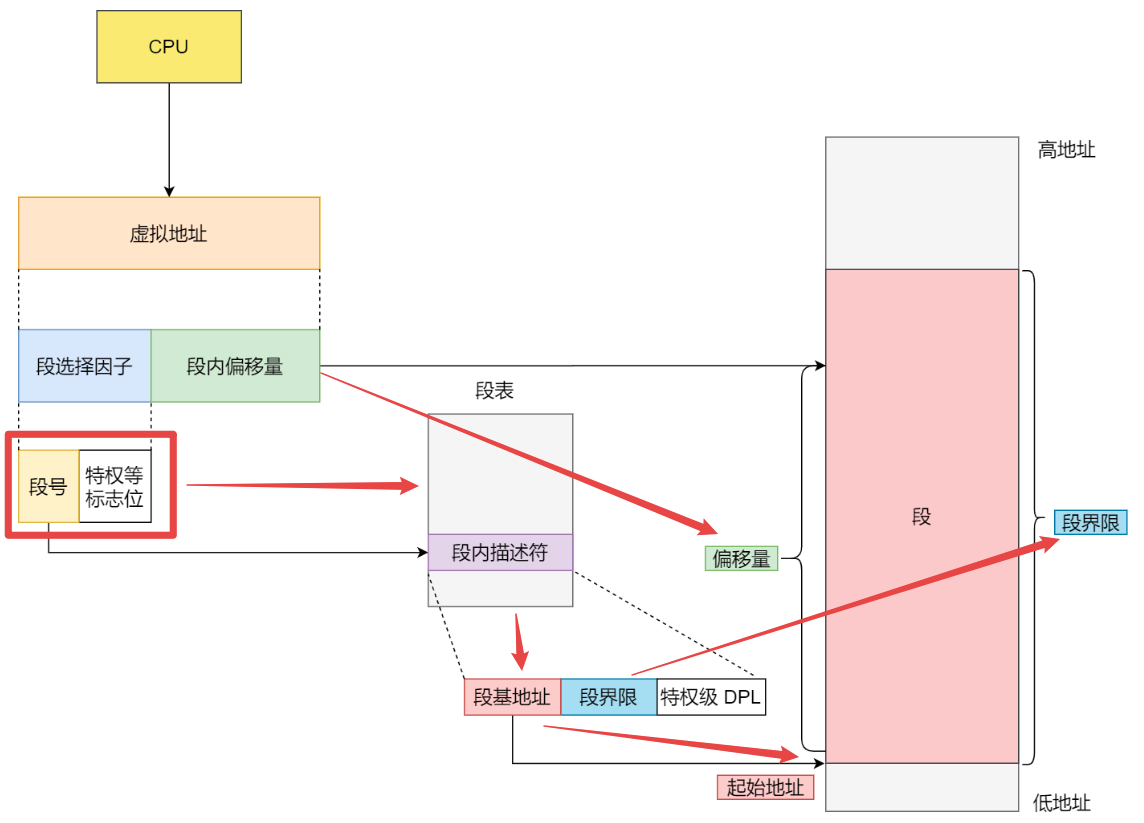 CPU
高地址
虚拟地址
段选择因子
段内偏移量
段表
段号
特权等
标志位
段
段界限
段内描述符
偏移量
段基地址
段界限
特权级 DPL
起始地址
低地址